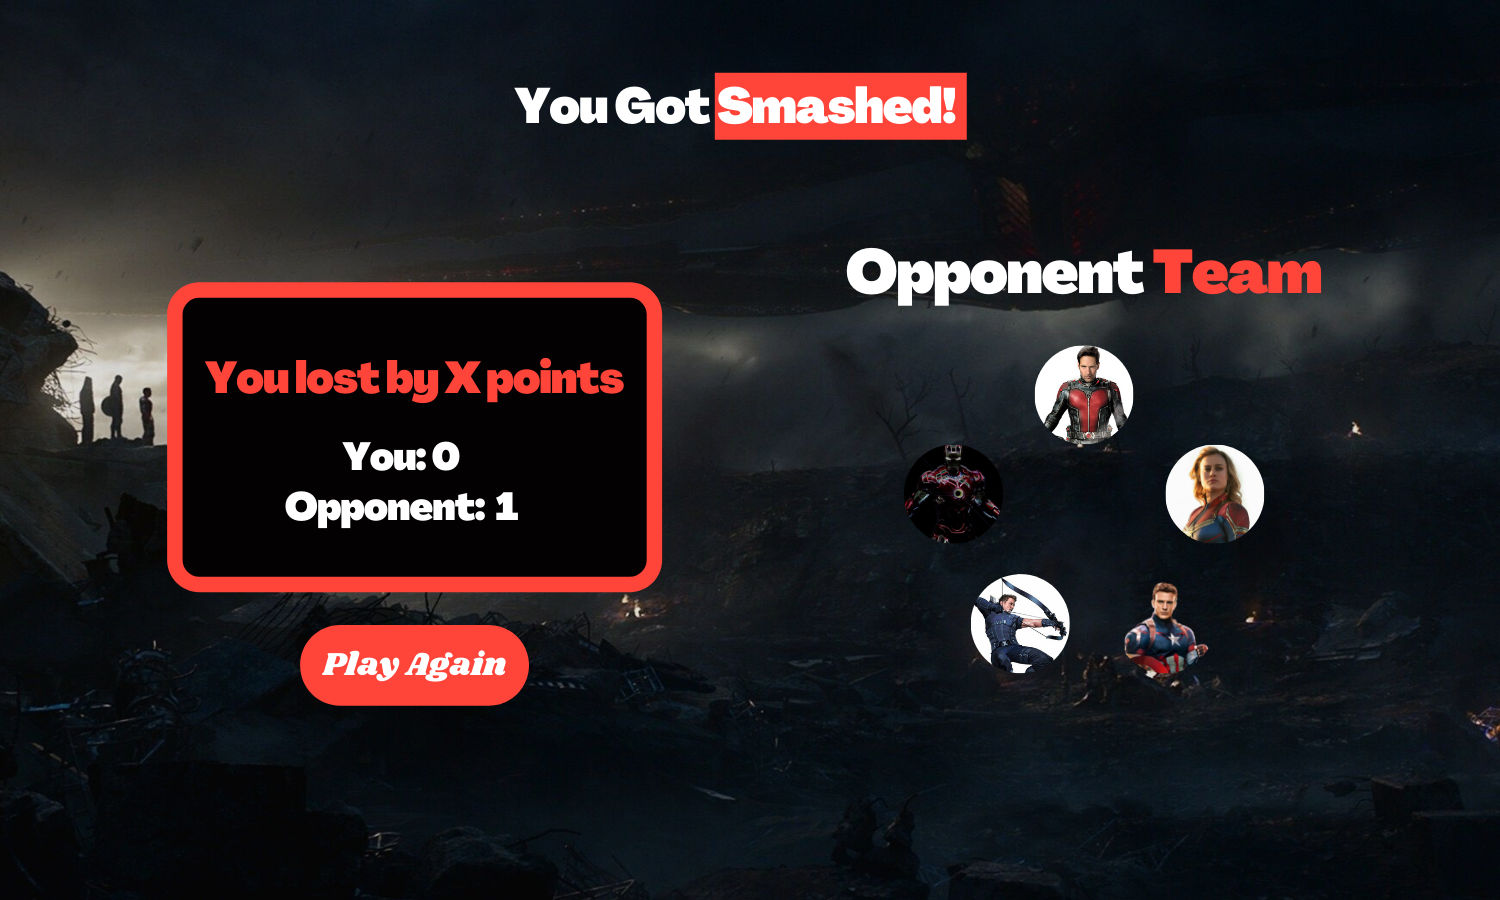 You Got Smashed!
Opponent Team
You lost by X points
You: 0
Opponent: 1
Play Again